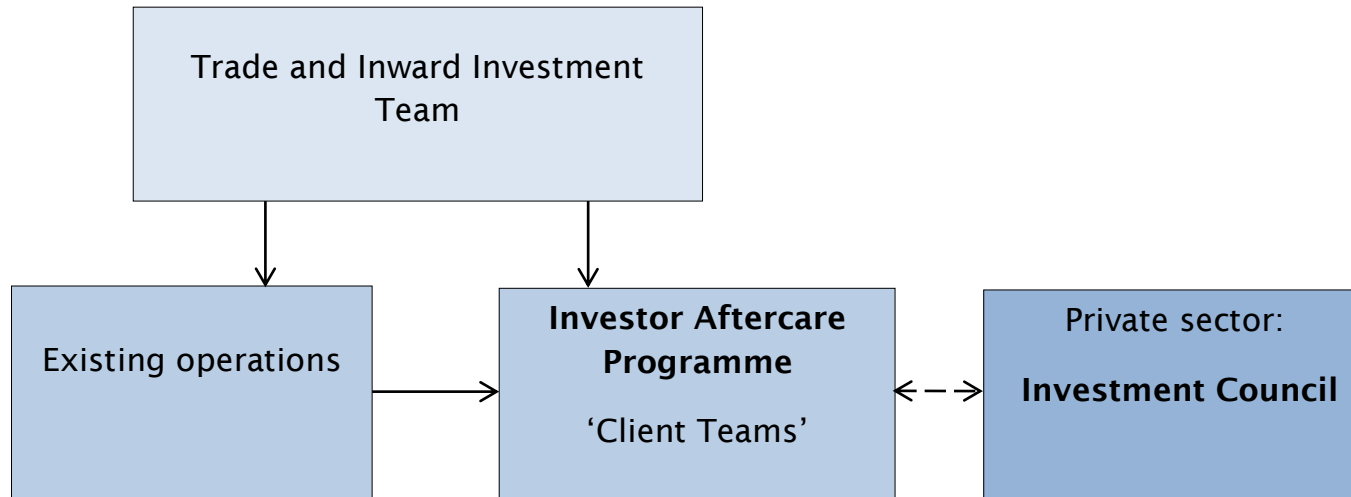 Trade and Inward Investment
Team
Existing operations
Investor Aftercare
Programme
‘Client Teams’
Private sector:
Investment Council